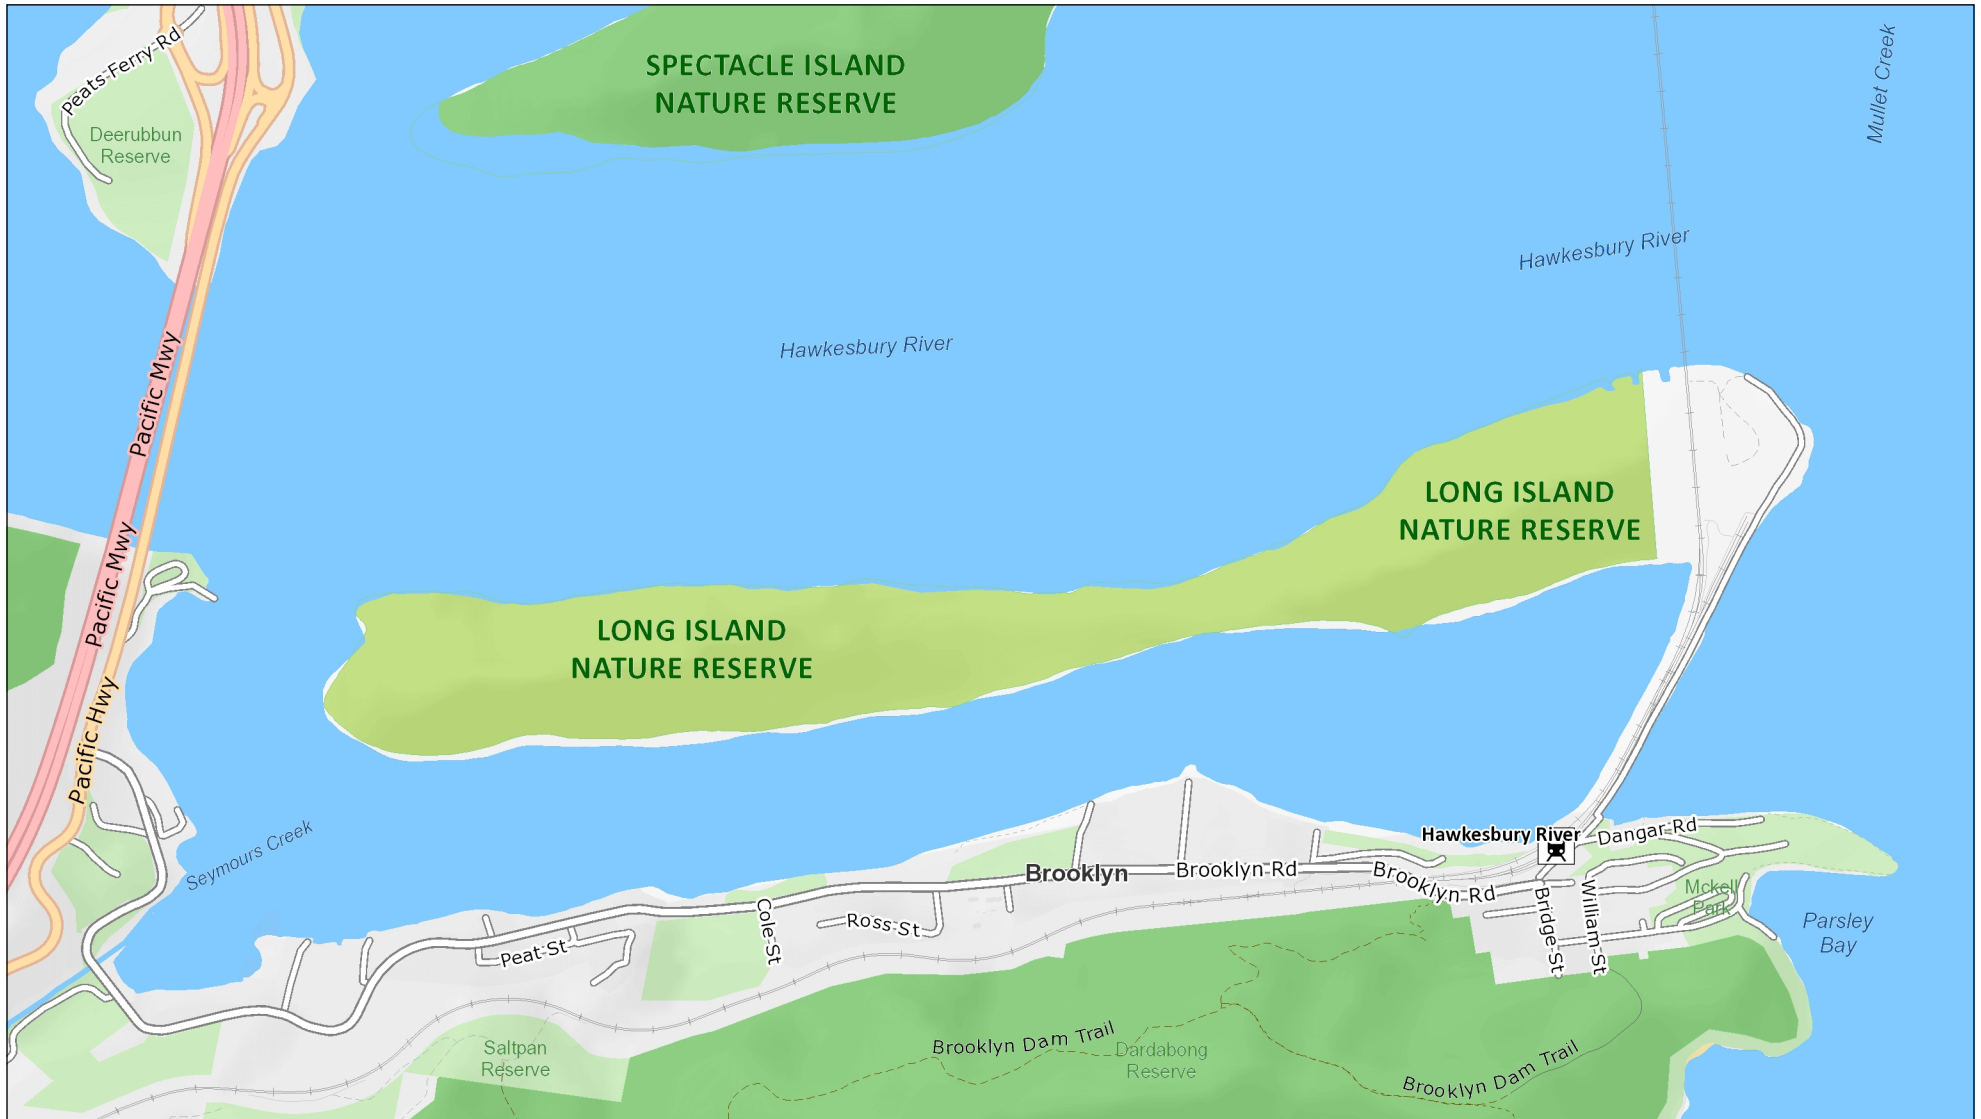 Peats Ferry Rd
SPECTACLE ISLAND
NATURE RESERVE
Mullet Creek
Deerubbun
Reserve
Hawkesbury River
Hawkesbury River
Pacific Mwy
LONG ISLAND
NATURE RESERVE
Pacific Mwy
LONG ISLAND
NATURE RESERVE
Pacific Hwy
Seymours Creek
Hawkesbury River
Dangar Rd
Brooklyn
Brooklyn Rd
Brooklyn Rd
Mckell
Park
Cole St
Ross St
Peat St
Bridge St
William St
Parsley
Bay
Saltpan
Reserve
Brooklyn Dam Trail
Dardabong
Reserve
Brooklyn Dam Trail